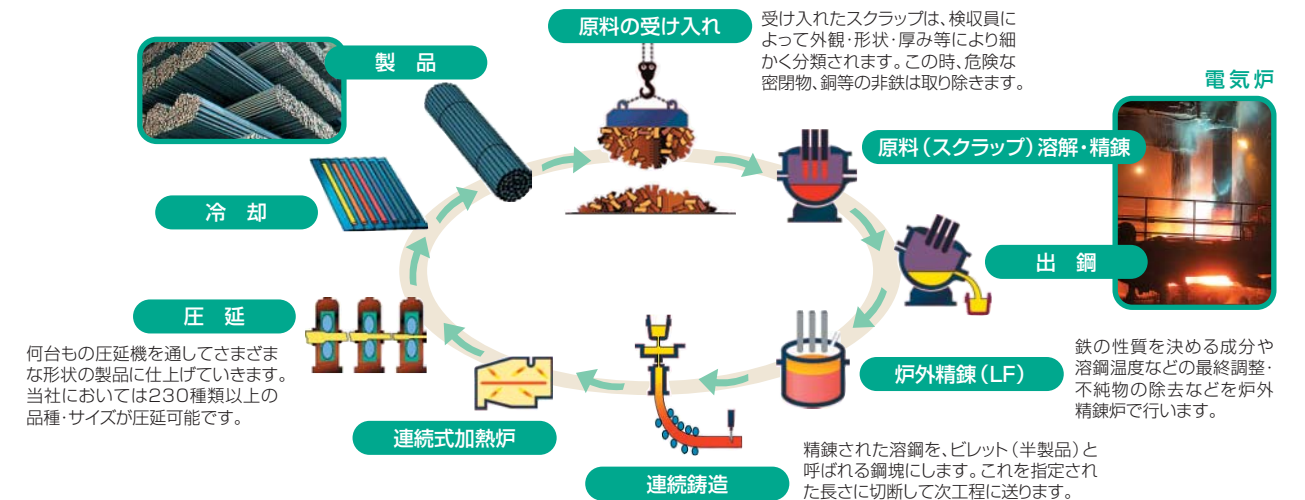 原料の受け入れ
受け入れたスクラップは、検収員に
よって外観・形状・厚み等により細
かく分類されます。この時、危険な
密閉物、銅等の非鉄は取り除きます。
電気炉
原料（スクラップ）溶解・精錬
出 鋼
炉外精錬（LF）
鉄の性質を決める成分や
溶鋼温度などの最終調整・
不純物の除去などを炉外
精錬炉で行います。
連続鋳造
精錬された溶鋼を、ビレット（半製品）と
呼ばれる鋼塊にします。これを指定され
た長さに切断して次工程に送ります。
連続式加熱炉
圧 延
何台もの圧延機を通してさまざま
な形状の製品に仕上げていきます。
当社においては230種類以上の
品種・サイズが圧延可能です。
冷 却
製 品